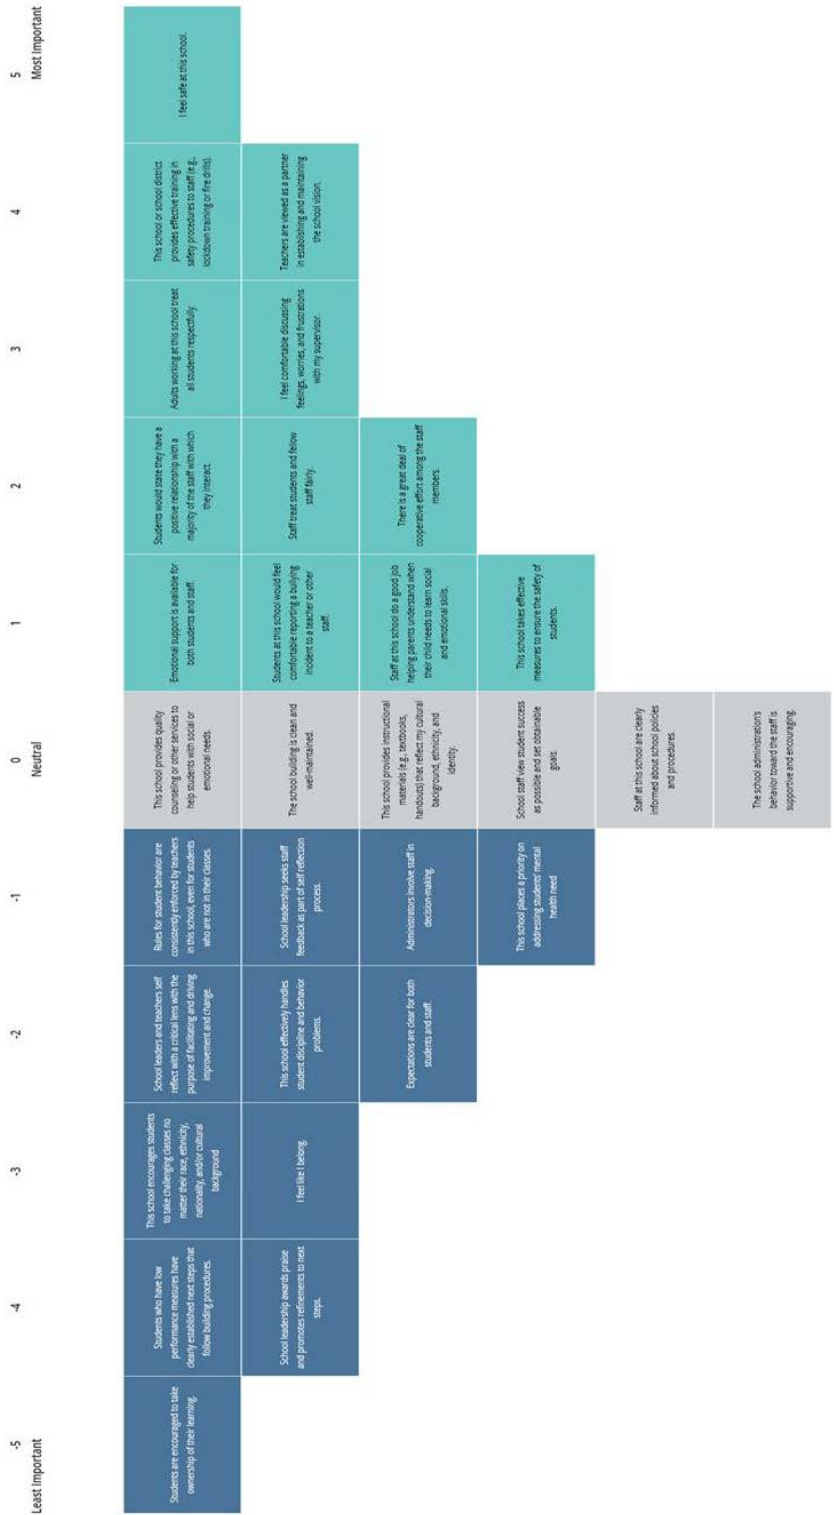 -5
Least Important
-4
-3
-2
-1
0
Neutral
1
2
3
4
5
Most Important
Students are encouraged to take
ownership of their learning.
Students who have low
performance measures have
clearly established next steps that
follow building procedures.
School leadership awards praise
and promotes refinements to next
steps.
This school encourages students
to take challenging classes no
matter their race, ethnicity,
nationality, and/or cultural
background
I feel like I belong.
School leaders and teachers self
reflect with a critical lens with the
purpose of facilitating and driving
improvement and change.
This school effectively handles
student discipline and behavior
problems.
Expectations are clear for both
students and staff.
Rules for student behavior are
consistently enforced by teachers
in this school, even for students
who are not in their classes.
School leadership seeks staff
feedback as part of self reflection
process.
Administrators involve staff in
decision-making.
This school places a priority on
addressing students' mental
health need
This school provides quality
counseling or other services to
help students with social or
emotional needs.
The school building is clean and
well-maintained.
This school provides instructional
materials (e.g., textbooks,
handouts) that reflect my cultural
background, ethnicity, and
identity.
School staff view student success
as possible and set obtainable
goals.
Staff at this school are clearly
informed about school policies
and procedures.
The school administration's
behavior toward the staff is
supportive and encouraging.
Emotional support is available for
both students and staff.
Students at this school would feel
comfortable reporting a bullying
incident to a teacher or other
staff.
Staff at this school do a good job
helping parents understand when
their child needs to learn social
and emotional skills.
This school takes effective
measures to ensure the safety of
students.
Students would state they have a
positive relationship with a
majority of the staff with which
they interact.
Staff treat students and fellow
staff fairly.
There is a great deal of
cooperative effort among the staff
members.
Adults working at this school treat
all students respectfully
I feel comfortable discussing
feelings, worries, and frustrations
with my supervisor.
This school or school district
provides effective training in
safety procedures to staff (e.g.,
lockdown training or fire drills).
Teachers are viewed as a partner
in establishing and maintaining
the school vision.
I feel safe at this school.